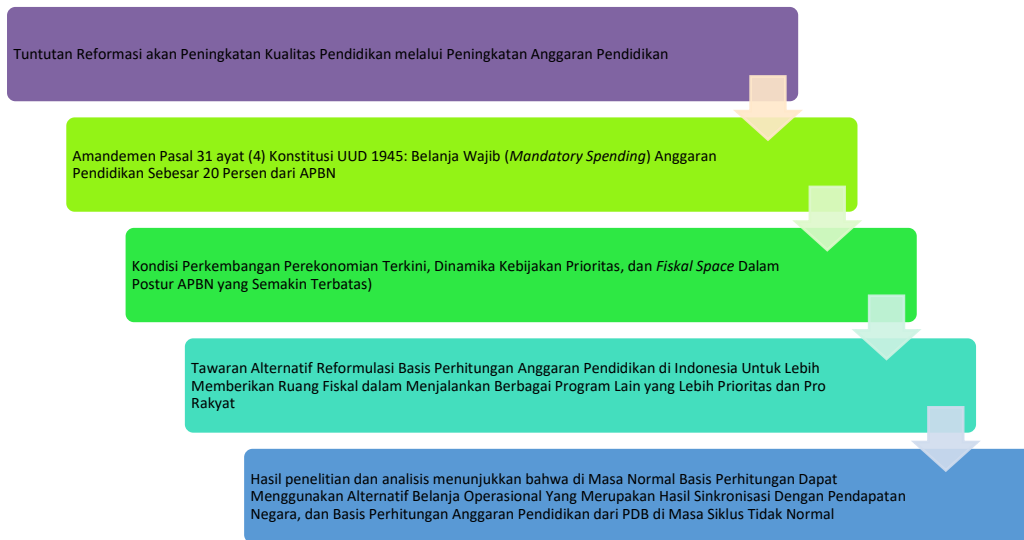 Tuntutan Reformasi akan Peningkatan Kualitas Pendidikan melalui Peningkatan Anggaran Pendidikan
Amandemen Pasal 31 ayat (4) Konstitusi UUD 1945: Belanja Wajib (Mandatory Spending) Anggaran
Pendidikan Sebesar 20 Persen dari APBN
Kondisi Perkembangan Perekonomian Terkini, Dinamika Kebijakan Prioritas, dan Fiskal Space Dalam
Postur APBN yang Semakin Terbatas)
Tawaran Alternatif Reformulasi Basis Perhitungan Anggaran Pendidikan di Indonesia Untuk Lebih
Memberikan Ruang Fiskal dalam Menjalankan Berbagai Program Lain yang Lebih Prioritas dan Pro
Rakyat
Hasil penelitian dan analisis menunjukkan bahwa di Masa Normal Basis Perhitungan Dapat
Menggunakan Alternatif Belanja Operasional Yang Merupakan Hasil Sinkronisasi Dengan Pendapatan
Negara, dan Basis Perhitungan Anggaran Pendidikan dari PDB di Masa Siklus Tidak Normal